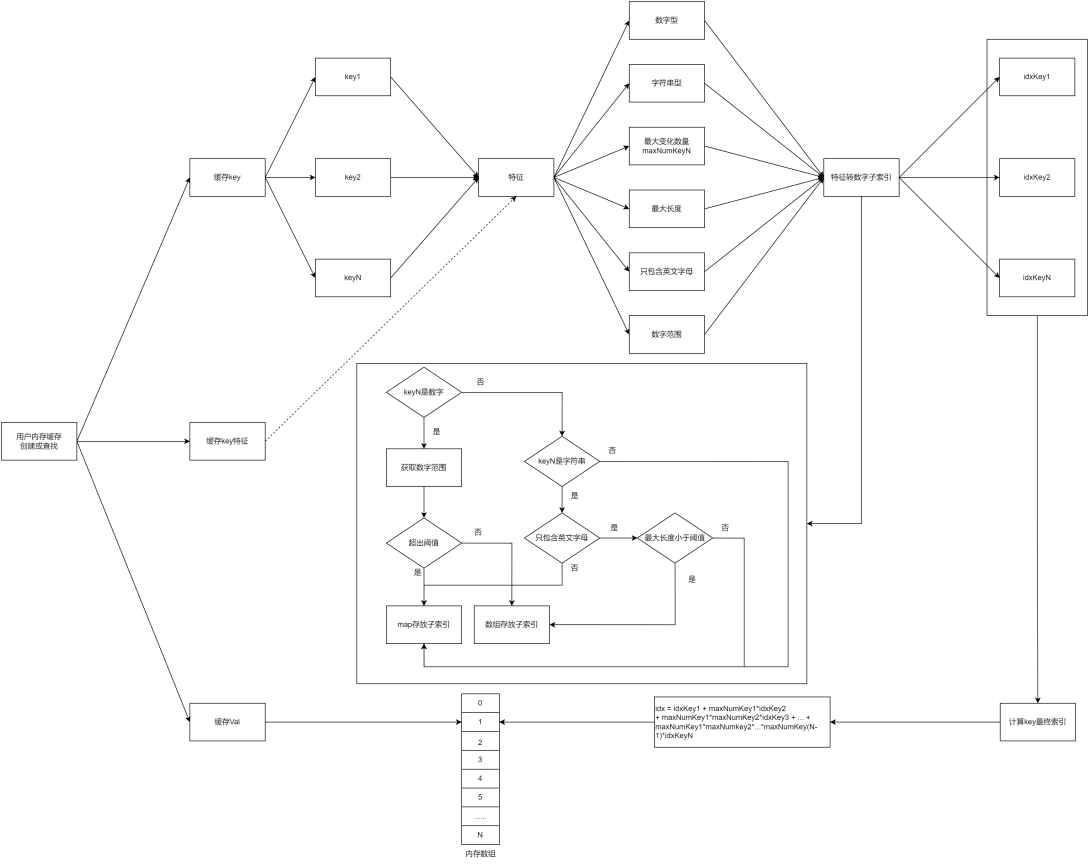 数字型
字符串型
最大变化数量
maxNumKeyN
最大长度
只包含英文字母
数字范围
key1
key2
keyN
缓存key
特征
特征转数字子索引
idxKey1
idxKey2
idxKeyN
用户内存缓存
创建或查找
缓存key特征
keyN是数字
否
是
获取数字范围
keyN是字符串
否
是
超出阈值
否
是
只包含英文字母
是
否
最大长度小于阈值
否
是
map存放子索引
数组存放子索引
缓存Val
0
1
2
3
4
5
......
N
内存数组
idx = idxKey1 + maxNumKey1*idxKey2
+ maxNumKey1*maxNumKey2*idxKey3 + ... +
maxNumKey1*maxNumkey2*...*maxNumKey(N-
1)*idxKeyN
计算key最终索引